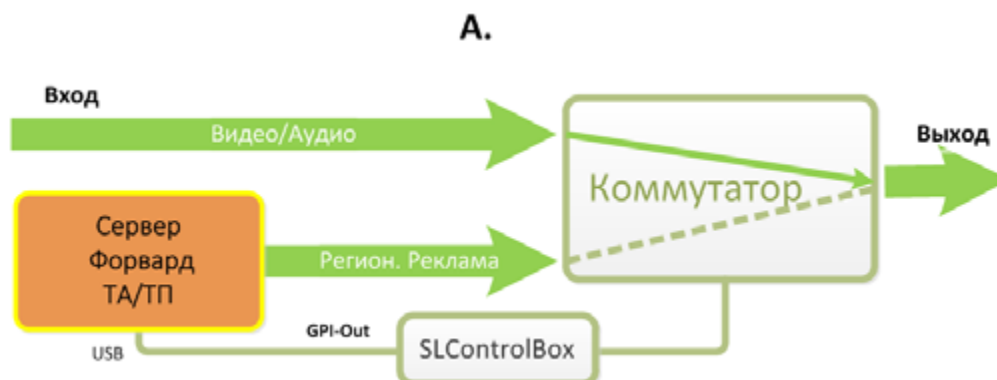 А.
Вход
Видео/Аудио
Выход
Коммутатор
Сервер
Форвард
ТА/ТП
Регион. Реклама
GPI-Out
USB
SLControlBox